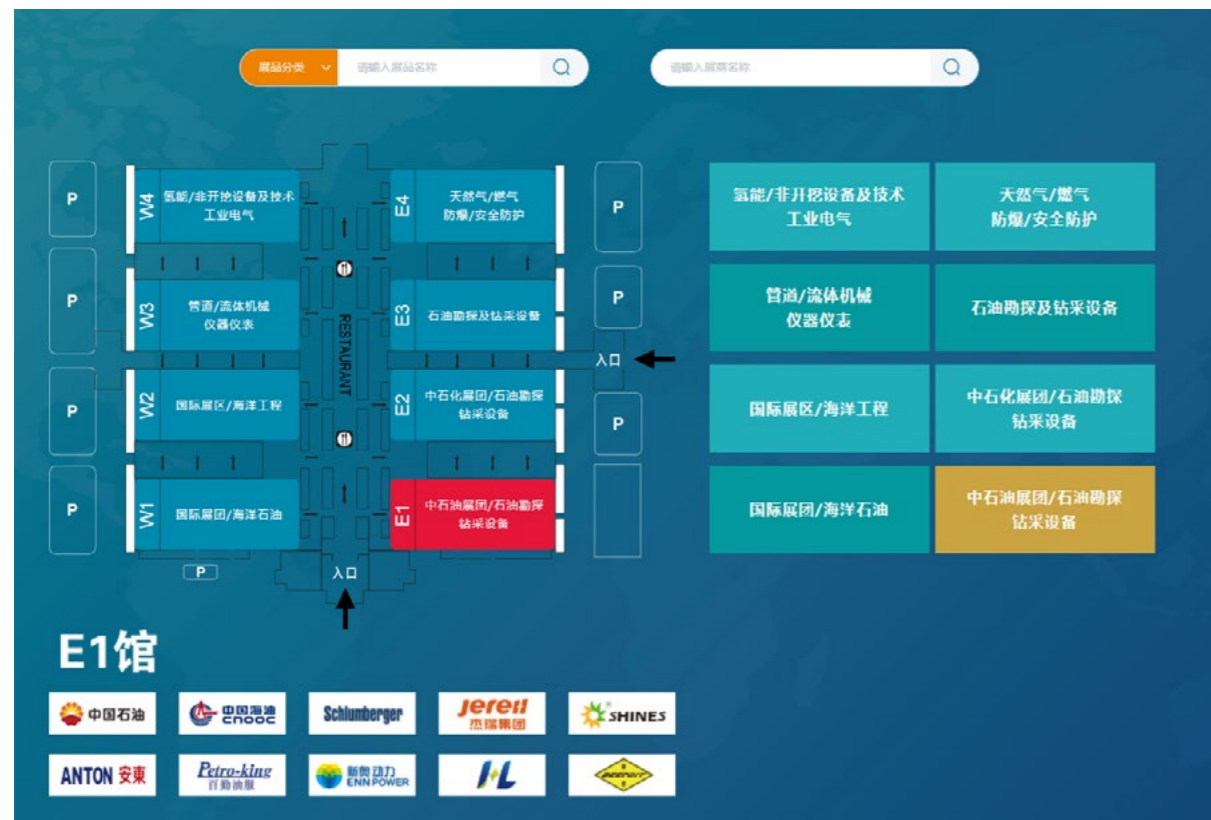 展品分类
请输入展品名称
请输入展商名称
P
W4
氢能/非开挖设备及技术
工业电气
E4
天然气/燃气
防爆/安全防护
P
P
W3
管道/流体机械
仪器仪表
RESTAURANT
E3
石油勘探及钻采设备
P
入口
P
W2
国际展区/海洋工程
E2
中石化展团/石油勘探
钻采设备
P
P
W1
国际展团/海洋石油
E1
中石油展团/石油勘探
钻采设备
P
入口
氢能/非开挖设备及技术
工业电气
天然气/燃气
防爆/安全防护
管道/流体机械
仪器仪表
石油勘探及钻采设备
国际展区/海洋工程
中石化展团/石油勘探
钻采设备
国际展团/海洋石油
中石油展团/石油勘探
钻采设备
E1馆
中国石油
中国海油
CNOOC
Schlumberger
Jereh
杰瑞集团
SHINES
ANTON 安東
Petro-king
百勤油服
新奥动力
ENN POWER